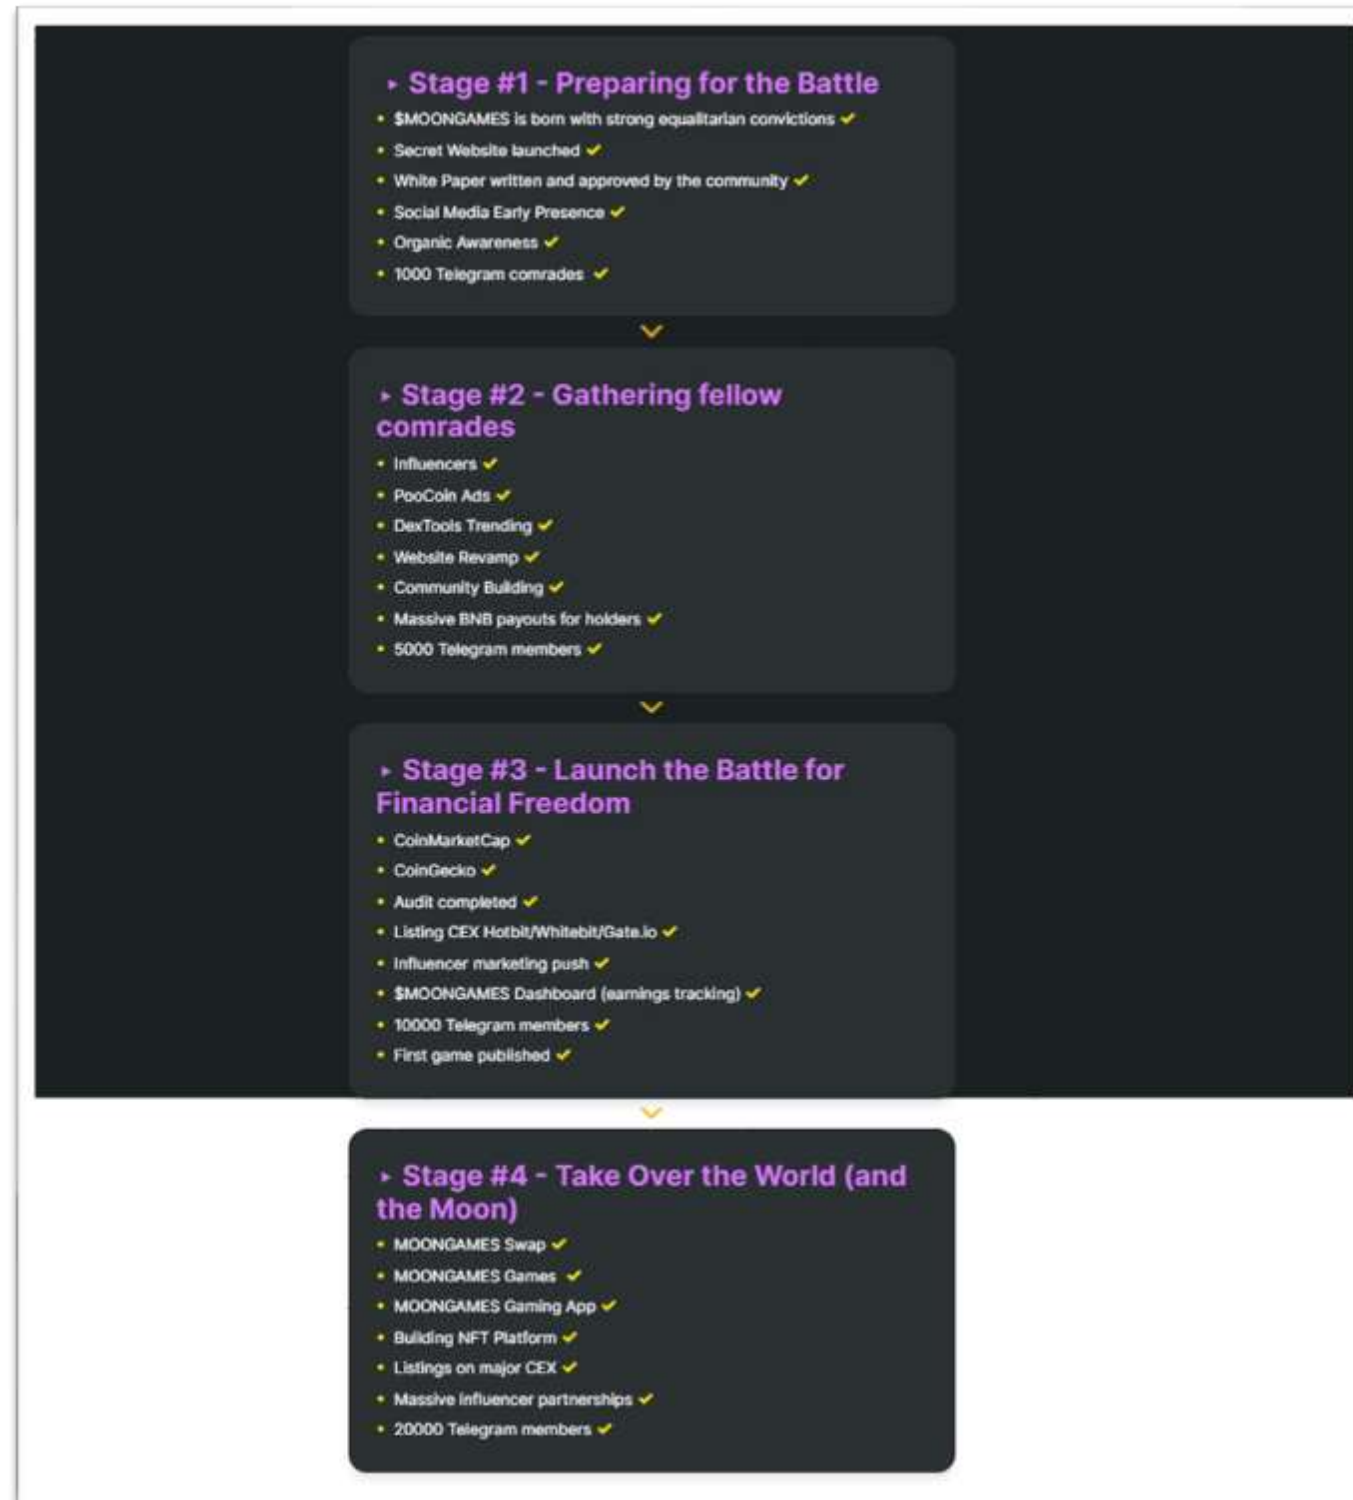 ▸ Stage #1 - Preparing for the Battle
• $MOONGAMES is born with strong equalitarian convictions ✔
• Secret Website launched ✔
• White Paper written and approved by the community ✔
• Social Media Early Presence ✔
• Organic Awareness ✔
• 1000 Telegram comrades ✔
▸ Stage #2 - Gathering fellow
comrades
• Influencers ✔
• PooCoin Ads ✔
• DexTools Trending ✔
• Website Revamp ✔
• Community Building ✔
• Massive BNB payouts for holders ✔
• 5000 Telegram members ✔
▸ Stage #3 - Launch the Battle for
Financial Freedom
• CoinMarketCap ✔
• CoinGecko ✔
• Audit completed ✔
• Listing CEX Hotbit/Whitebit/Gate.io ✔
• Influencer marketing push ✔
• $MOONGAMES Dashboard (earnings tracking) ✔
• 10000 Telegram members ✔
• First game published ✔
▸ Stage #4 - Take Over the World (and
the Moon)
• MOONGAMES Swap ✔
• MOONGAMES Games ✔
• MOONGAMES Gaming App ✔
• Building NFT Platform ✔
• Listings on major CEX ✔
• Massive influencer partnerships ✔
• 20000 Telegram members ✔